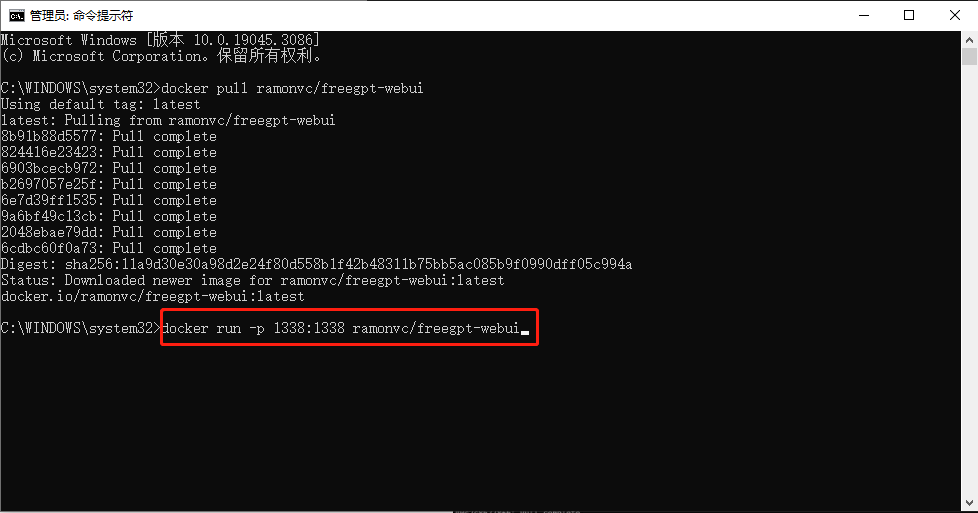 管理员: 命令提示符
Microsoft Windows [版本 10.0.19045.3086]
(c) Microsoft Corporation。保留所有权利。
C:\WINDOWS\system32>docker pull ramonvc/freegpt-webui
Using default tag: latest
latest: Pulling from ramonvc/freegpt-webui
8b91b88d5577: Pull complete
824416e23423: Pull complete
6903bcecb972: Pull complete
b2697057e25f: Pull complete
6e7d39ff1535: Pull complete
9a6bf49c13cb: Pull complete
2048ebae79dd: Pull complete
6cdbc60f0a73: Pull complete
Digest: sha256:11a9d30e30a98d2e24f80d558b1f42b48311b75bb5ac085b9f0990dff05c994a
Status: Downloaded newer image for ramonvc/freegpt-webui:latest
docker.io/ramonvc/freegpt-webui:latest
C:\WINDOWS\system32>docker run -p 1338:1338 ramonvc/freegpt-webui